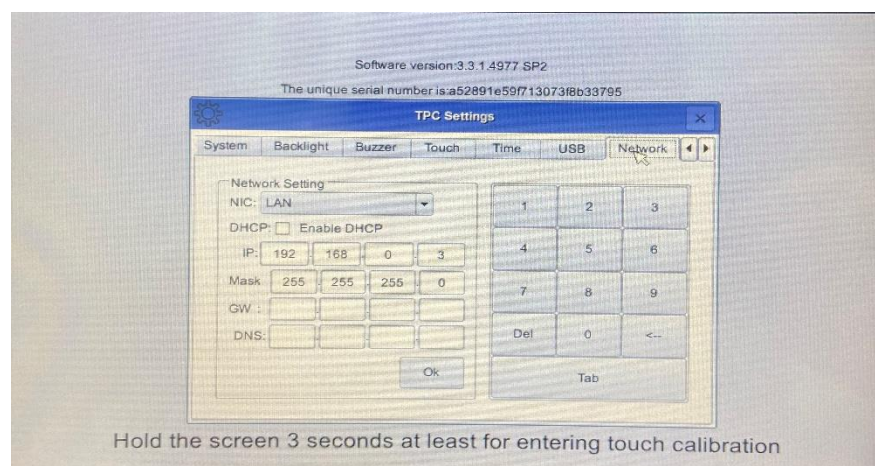 Software version:3.3.1.4977 SP2
The unique serial number is:a52891e59f713073f8b33795
TPC Settings
System Backlight Buzzer Touch Time USB Network
Network Setting
NIC: LAN
DHCP: Enable DHCP
IP: 192 . 168 . 0 . 3
Mask 255 . 255 . 255 . 0
GW :
DNS:
Ok
1 2 3
4 5 6
7 8 9
Del 0 <--
Tab
Hold the screen 3 seconds at least for entering touch calibration